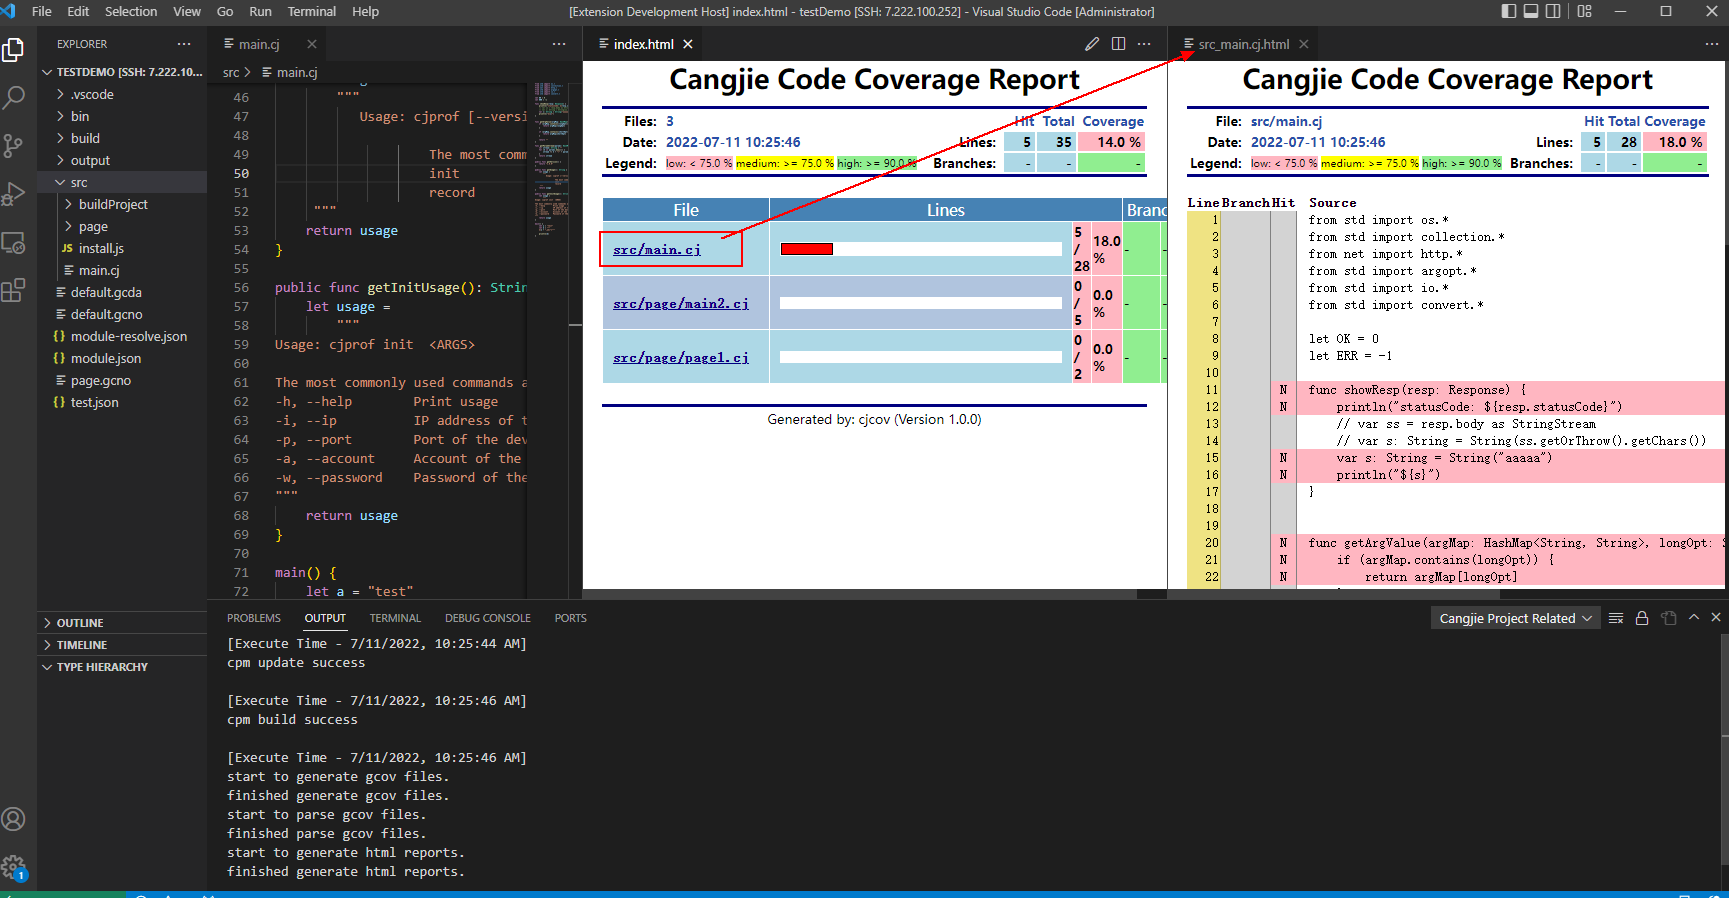 File Edit Selection View Go Run Terminal Help
[Extension Development Host] index.html - testDemo [SSH: 7.222.100.252] - Visual Studio Code [Administrator]
EXPLORER
TESTDEMO [SSH: 7.222.10...
.vscode
bin
build
output
src
buildProject
page
JS install.js
main.cj
default.gcda
default.gcno
{} module-resolve.json
{} module.json
page.gcno
{} test.json
OUTLINE
TIMELINE
TYPE HIERARCHY
1
main.cj
src > main.cj
46 """
47 Usage: cjprof [--versi
48
49 The most comm
50 init
51 record
52 """
53 return usage
54 }
55
56 public func getInitUsage(): Strin
57 let usage =
58 """
59 Usage: cjprof init <ARGS>
60
61 The most commonly used commands a
62 -h, --help Print usage
63 -i, --ip IP address of t
64 -p, --port Port of the dev
65 -a, --account Account of the
66 -w, --password Password of the
67 """
68 return usage
69 }
70
71 main() {
72 let a = "test"
index.html
Cangjie Code Coverage Report
Files: 3 Hit Total Coverage
Date: 2022-07-11 10:25:46 Lines: 5 35 14.0 %
Legend: low: < 75.0 % medium: >= 75.0 % high: >= 90.0 % Branches: - - -
File Lines Branc
src/main.cj 5 / 28 18.0 % - -
src/page/main2.cj 0 / 5 0.0 % - -
src/page/page1.cj 0 / 2 0.0 % - -
Generated by: cjcov (Version 1.0.0)
src_main.cj.html
Cangjie Code Coverage Report
File: src/main.cj Hit Total Coverage
Date: 2022-07-11 10:25:46 Lines: 5 28 18.0 %
Legend: low: < 75.0 % medium: >= 75.0 % high: >= 90.0 % Branches: - - -
Line Branch Hit Source
1 from std import os.*
2 from std import collection.*
3 from net import http.*
4 from std import argopt.*
5 from std import io.*
6 from std import convert.*
7
8 let OK = 0
9 let ERR = -1
10
11 N func showResp(resp: Response) {
12 N println("statusCode: ${resp.statusCode}")
13 // var ss = resp.body as StringStream
14 // var s: String = String(ss.getOrThrow().getChars())
15 N var s: String = String("aaaaa")
16 N println("${s}")
17 }
18
19
20 N func getArgValue(argMap: HashMap<String, String>, longOpt:
21 N if (argMap.contains(longOpt)) {
22 N return argMap[longOpt]
PROBLEMS OUTPUT TERMINAL DEBUG CONSOLE PORTS
Cangjie Project Related
[Execute Time - 7/11/2022, 10:25:44 AM]
cpm update success
[Execute Time - 7/11/2022, 10:25:46 AM]
cpm build success
[Execute Time - 7/11/2022, 10:25:46 AM]
start to generate gcov files.
finished generate gcov files.
start to parse gcov files.
finished parse gcov files.
start to generate html reports.
finished generate html reports.